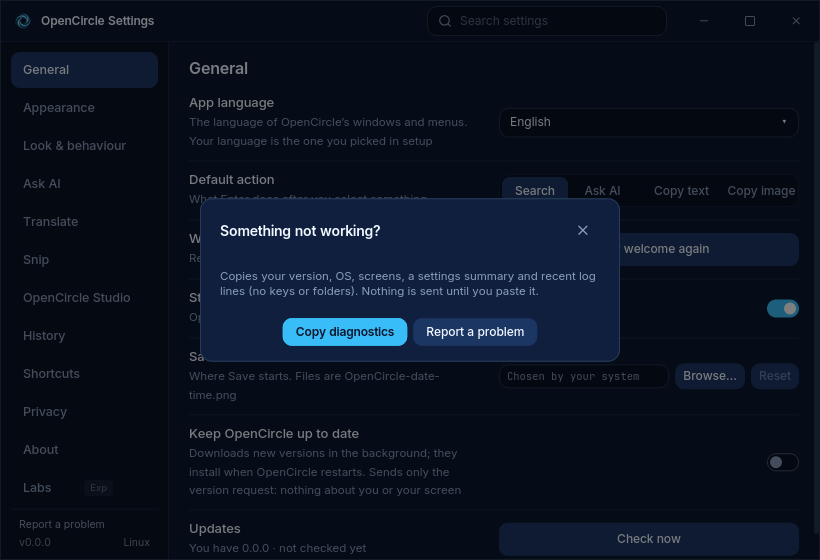 OpenCircle Settings
Search settings
General
Appearance
Look & behaviour
Ask AI
Translate
Snip
OpenCircle Studio
History
Shortcuts
Privacy
About
Labs Exp
Report a problem
v0.0.0 Linux
General
App language
The language of OpenCircle's windows and menus.
Your language is the one you picked in setup
English
Default action
Search Ask AI Copy text Copy image
welcome again
Something not working?
Copies your version, OS, screens, a settings summary and recent log
lines (no keys or folders). Nothing is sent until you paste it.
Copy diagnostics Report a problem
Where Save starts. Files are OpenCircle-date-
time.png
Chosen by your system Browse... Reset
Keep OpenCircle up to date
Downloads new versions in the background; they
install when OpenCircle restarts. Sends only the
version request: nothing about you or your screen
Updates
You have 0.0.0 · not checked yet
Check now